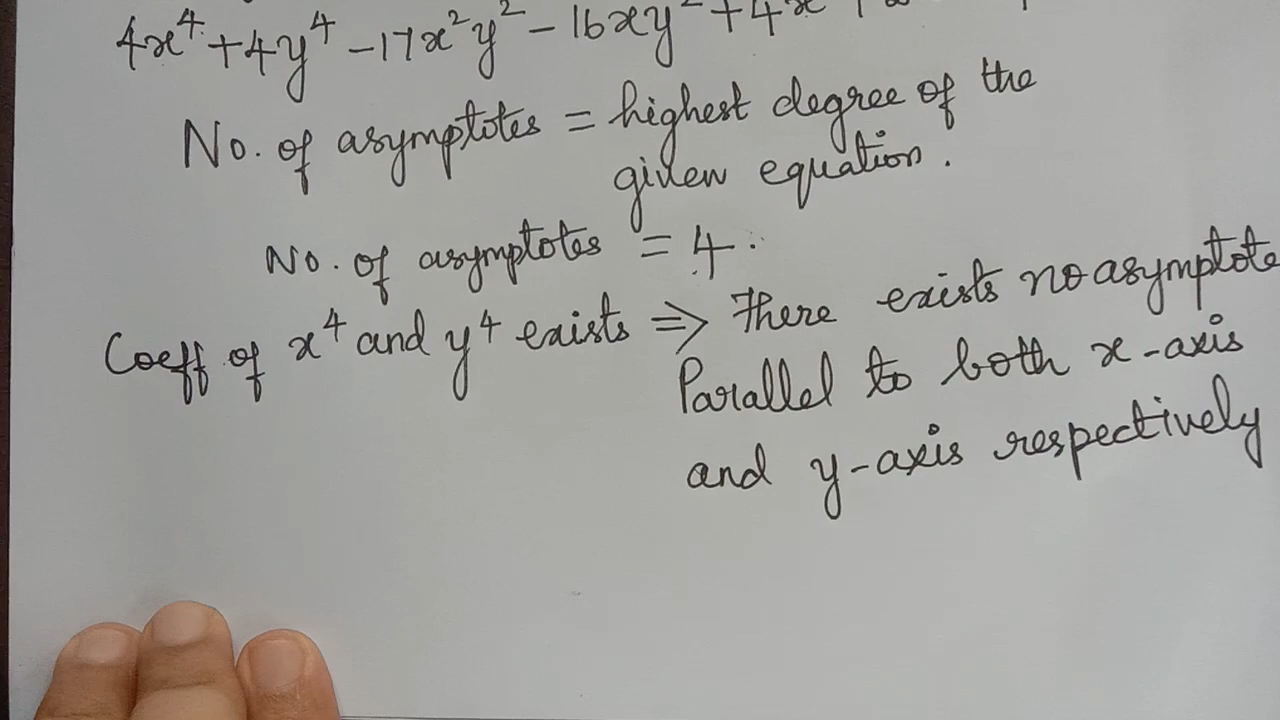 4x⁴ + 4y⁴ - 17x²y² - 16xy² + 4x
No. of asymptotes = highest degree of the
given equation.
No. of asymptotes = 4.
Coeff of x⁴ and y⁴ exists ⇒ There exists no asymptote
Parallel to both x-axis
and y-axis respectively